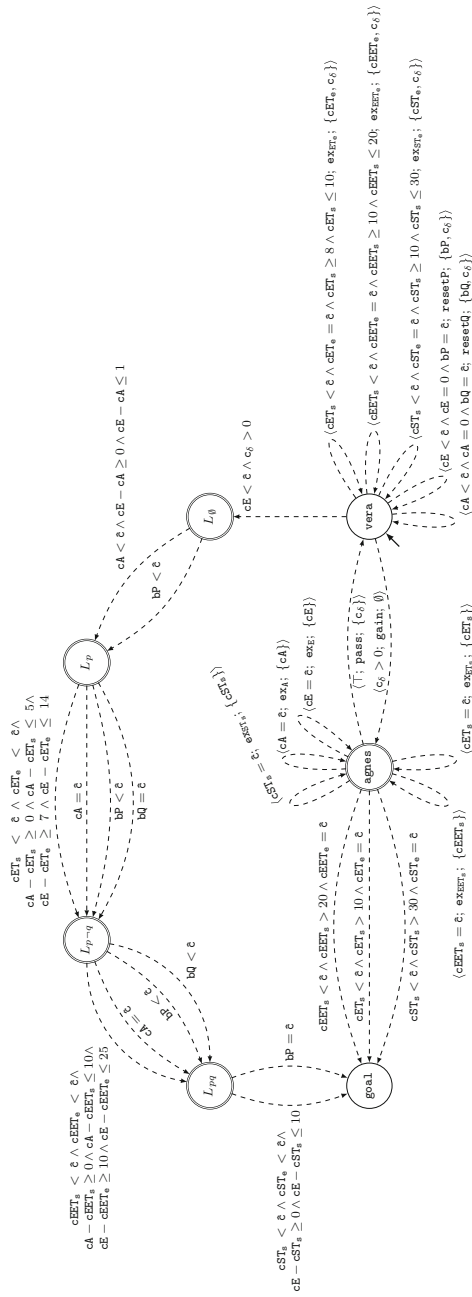 cEET_s < ĉ ∧ cEET_e < ĉ∧
cA − cEET_s ≥ 0 ∧ cA − cEET_s ≤ 10∧
cE − cEET_e ≥ 10 ∧ cE − cEET_e ≤ 25
cET_s < ĉ ∧ cET_e < ĉ∧
cA − cET_s ≥ 0 ∧ cA − cET_s ≤ 5∧
cE − cET_e ≥ 7 ∧ cE − cET_e ≤ 14
cA < ĉ ∧ cE − cA ≥ 0 ∧ cE − cA ≤ 1
L_{p¬q}
cA = ĉ
bP < ĉ
bQ = ĉ
L_p
bP < ĉ
L_∅
cA = ĉ
bP < ĉ
bQ < ĉ
L_{pq}
cE < ĉ ∧ c_δ > 0
cST_s < ĉ ∧ cST_e < ĉ∧
cE − cST_s ≥ 0 ∧ cE − cST_s ≤ 10
bP = ĉ
goal
cEET_s < ĉ ∧ cEET_s > 20 ∧ cEET_e = ĉ
cET_s < ĉ ∧ cET_s > 10 ∧ cET_e = ĉ
cST_s < ĉ ∧ cST_s > 30 ∧ cST_e = ĉ
⟨cST_s = ĉ; ex_{ST_s}; {cST_s}⟩
⟨cA = ĉ; ex_A; {cA}⟩
⟨cE = ĉ; ex_E; {cE}⟩
agnes
⟨cEET_s = ĉ; ex_{EET_s}; {cEET_s}⟩
⟨cET_s = ĉ; ex_{ET_s}; {cET_s}⟩
⟨⊤; pass; {c_δ}⟩
⟨c_δ > 0; gain; ∅⟩
vera
⟨cET_s < ĉ ∧ cET_e = ĉ ∧ cET_s ≥ 8 ∧ cET_s ≤ 10; ex_{ET_e}; {cET_e, c_δ}⟩
⟨cEET_s < ĉ ∧ cEET_e = ĉ ∧ cEET_s ≥ 10 ∧ cEET_s ≤ 20; ex_{EET_e}; {cEET_e, c_δ}⟩
⟨cST_s < ĉ ∧ cST_e = ĉ ∧ cST_s ≥ 10 ∧ cST_s ≤ 30; ex_{ST_e}; {cST_e, c_δ}⟩
⟨cE < ĉ ∧ cE = 0 ∧ bP = ĉ; resetP; {bP, c_δ}⟩
⟨cA < ĉ ∧ cA = 0 ∧ bQ = ĉ; resetQ; {bQ, c_δ}⟩